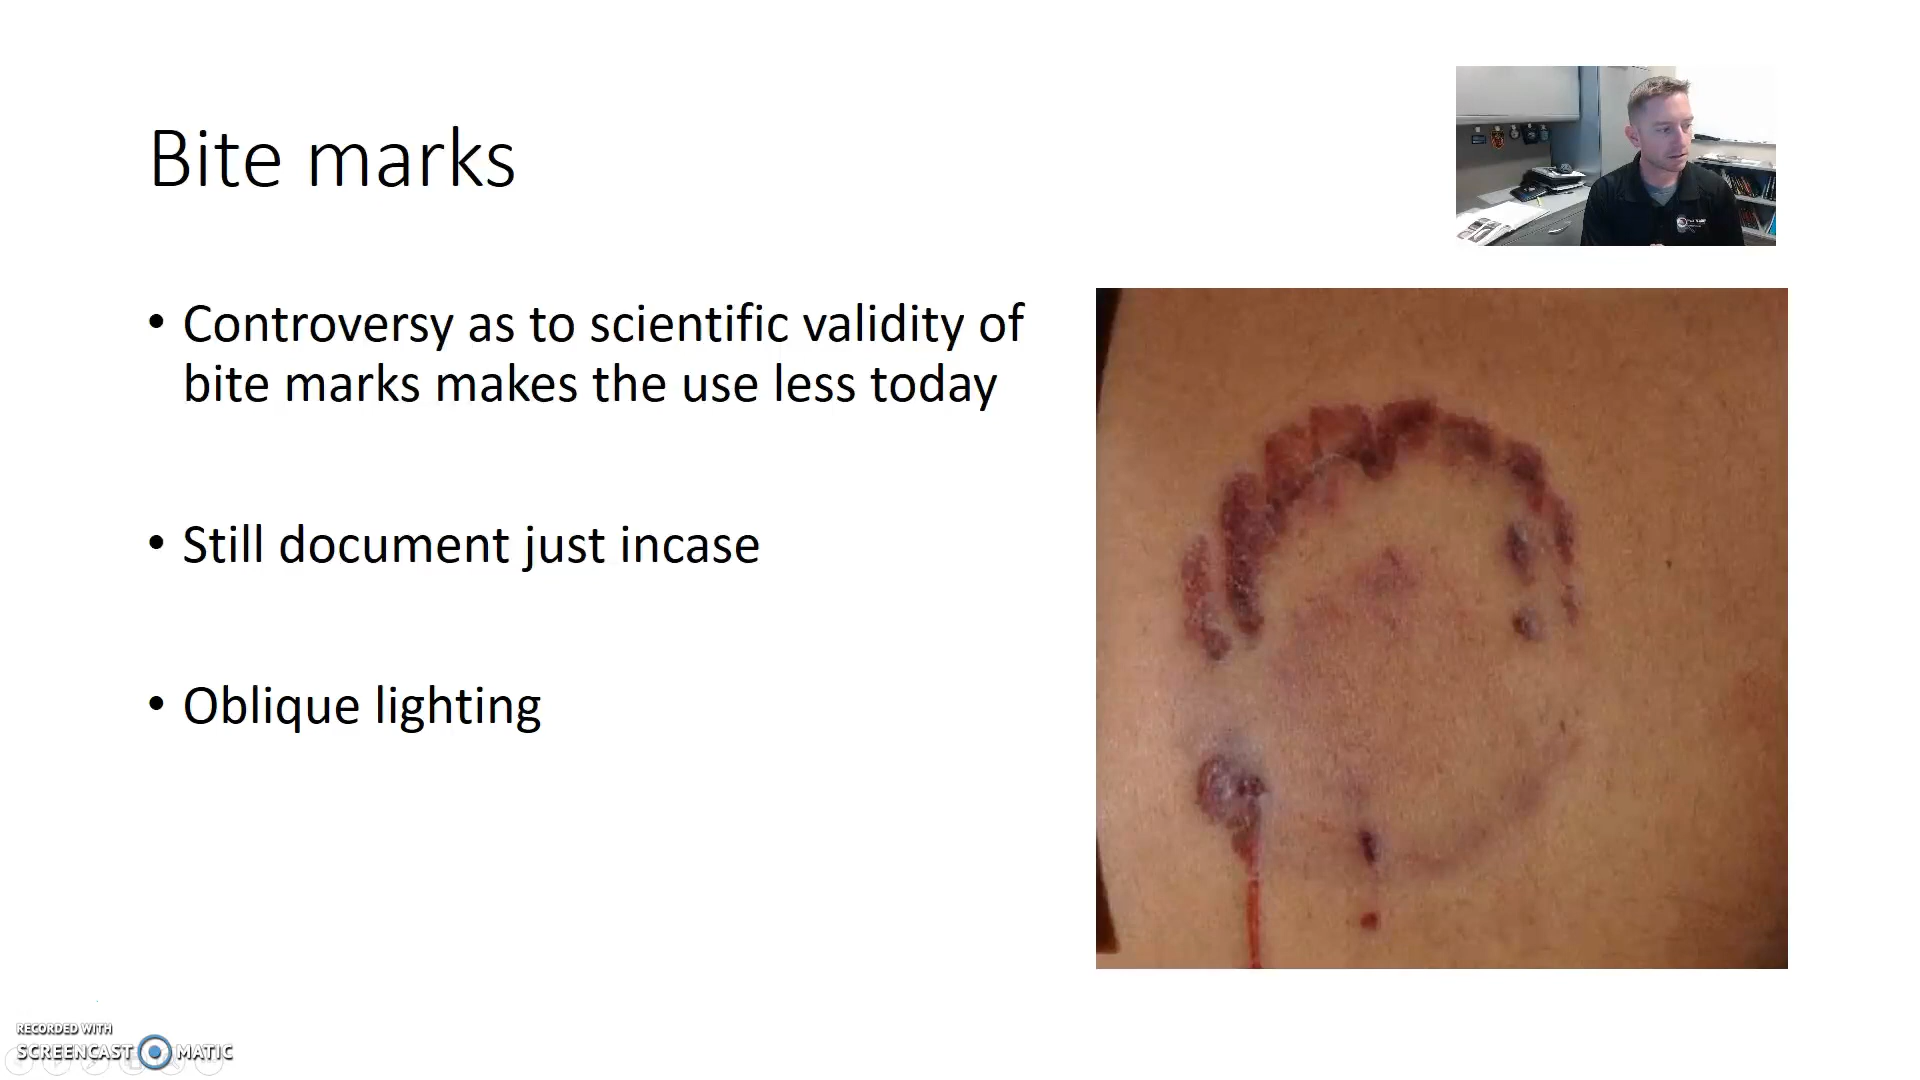 Bite marks
• Controversy as to scientific validity of
bite marks makes the use less today
• Still document just incase
• Oblique lighting
RECORDED WITH
SCREENCAST MATIC